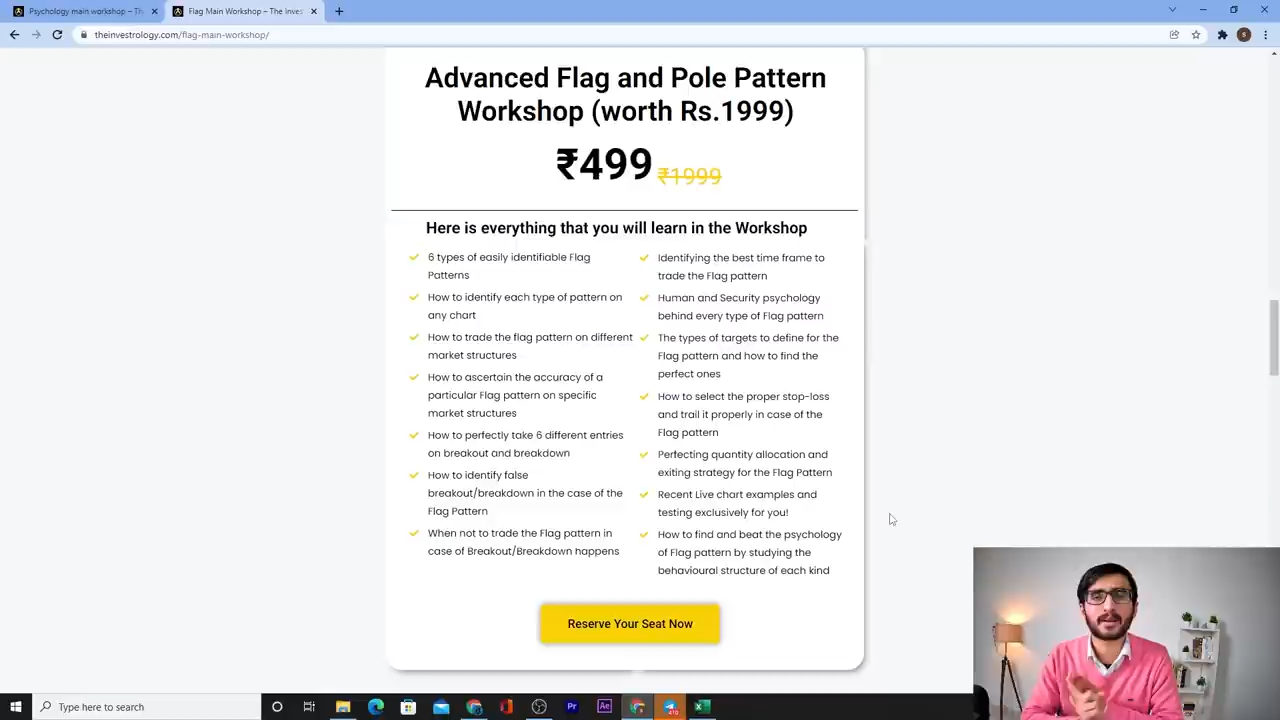 Psychology main workshop – Th
Flag Main Workshop – The Inves
theinvestrology.com/flag-main-workshop/
Advanced Flag and Pole Pattern
Workshop (worth Rs.1999)
₹499 ₹1999
Here is everything that you will learn in the Workshop
6 types of easily identifiable Flag
Patterns
How to identify each type of pattern on
any chart
How to trade the flag pattern on different
market structures
How to ascertain the accuracy of a
particular Flag pattern on specific
market structures
How to perfectly take 6 different entries
on breakout and breakdown
How to identify false
breakout/breakdown in the case of the
Flag Pattern
When not to trade the Flag pattern in
case of Breakout/Breakdown happens
Identifying the best time frame to
trade the Flag pattern
Human and Security psychology
behind every type of Flag pattern
The types of targets to define for the
Flag pattern and how to find the
perfect ones
How to select the proper stop-loss
and trail it properly in case of the
Flag pattern
Perfecting quantity allocation and
exiting strategy for the Flag Pattern
Recent Live chart examples and
testing exclusively for you!
How to find and beat the psychology
of Flag pattern by studying the
behavioural structure of each kind
Reserve Your Seat Now
Type here to search
Pr
Ae